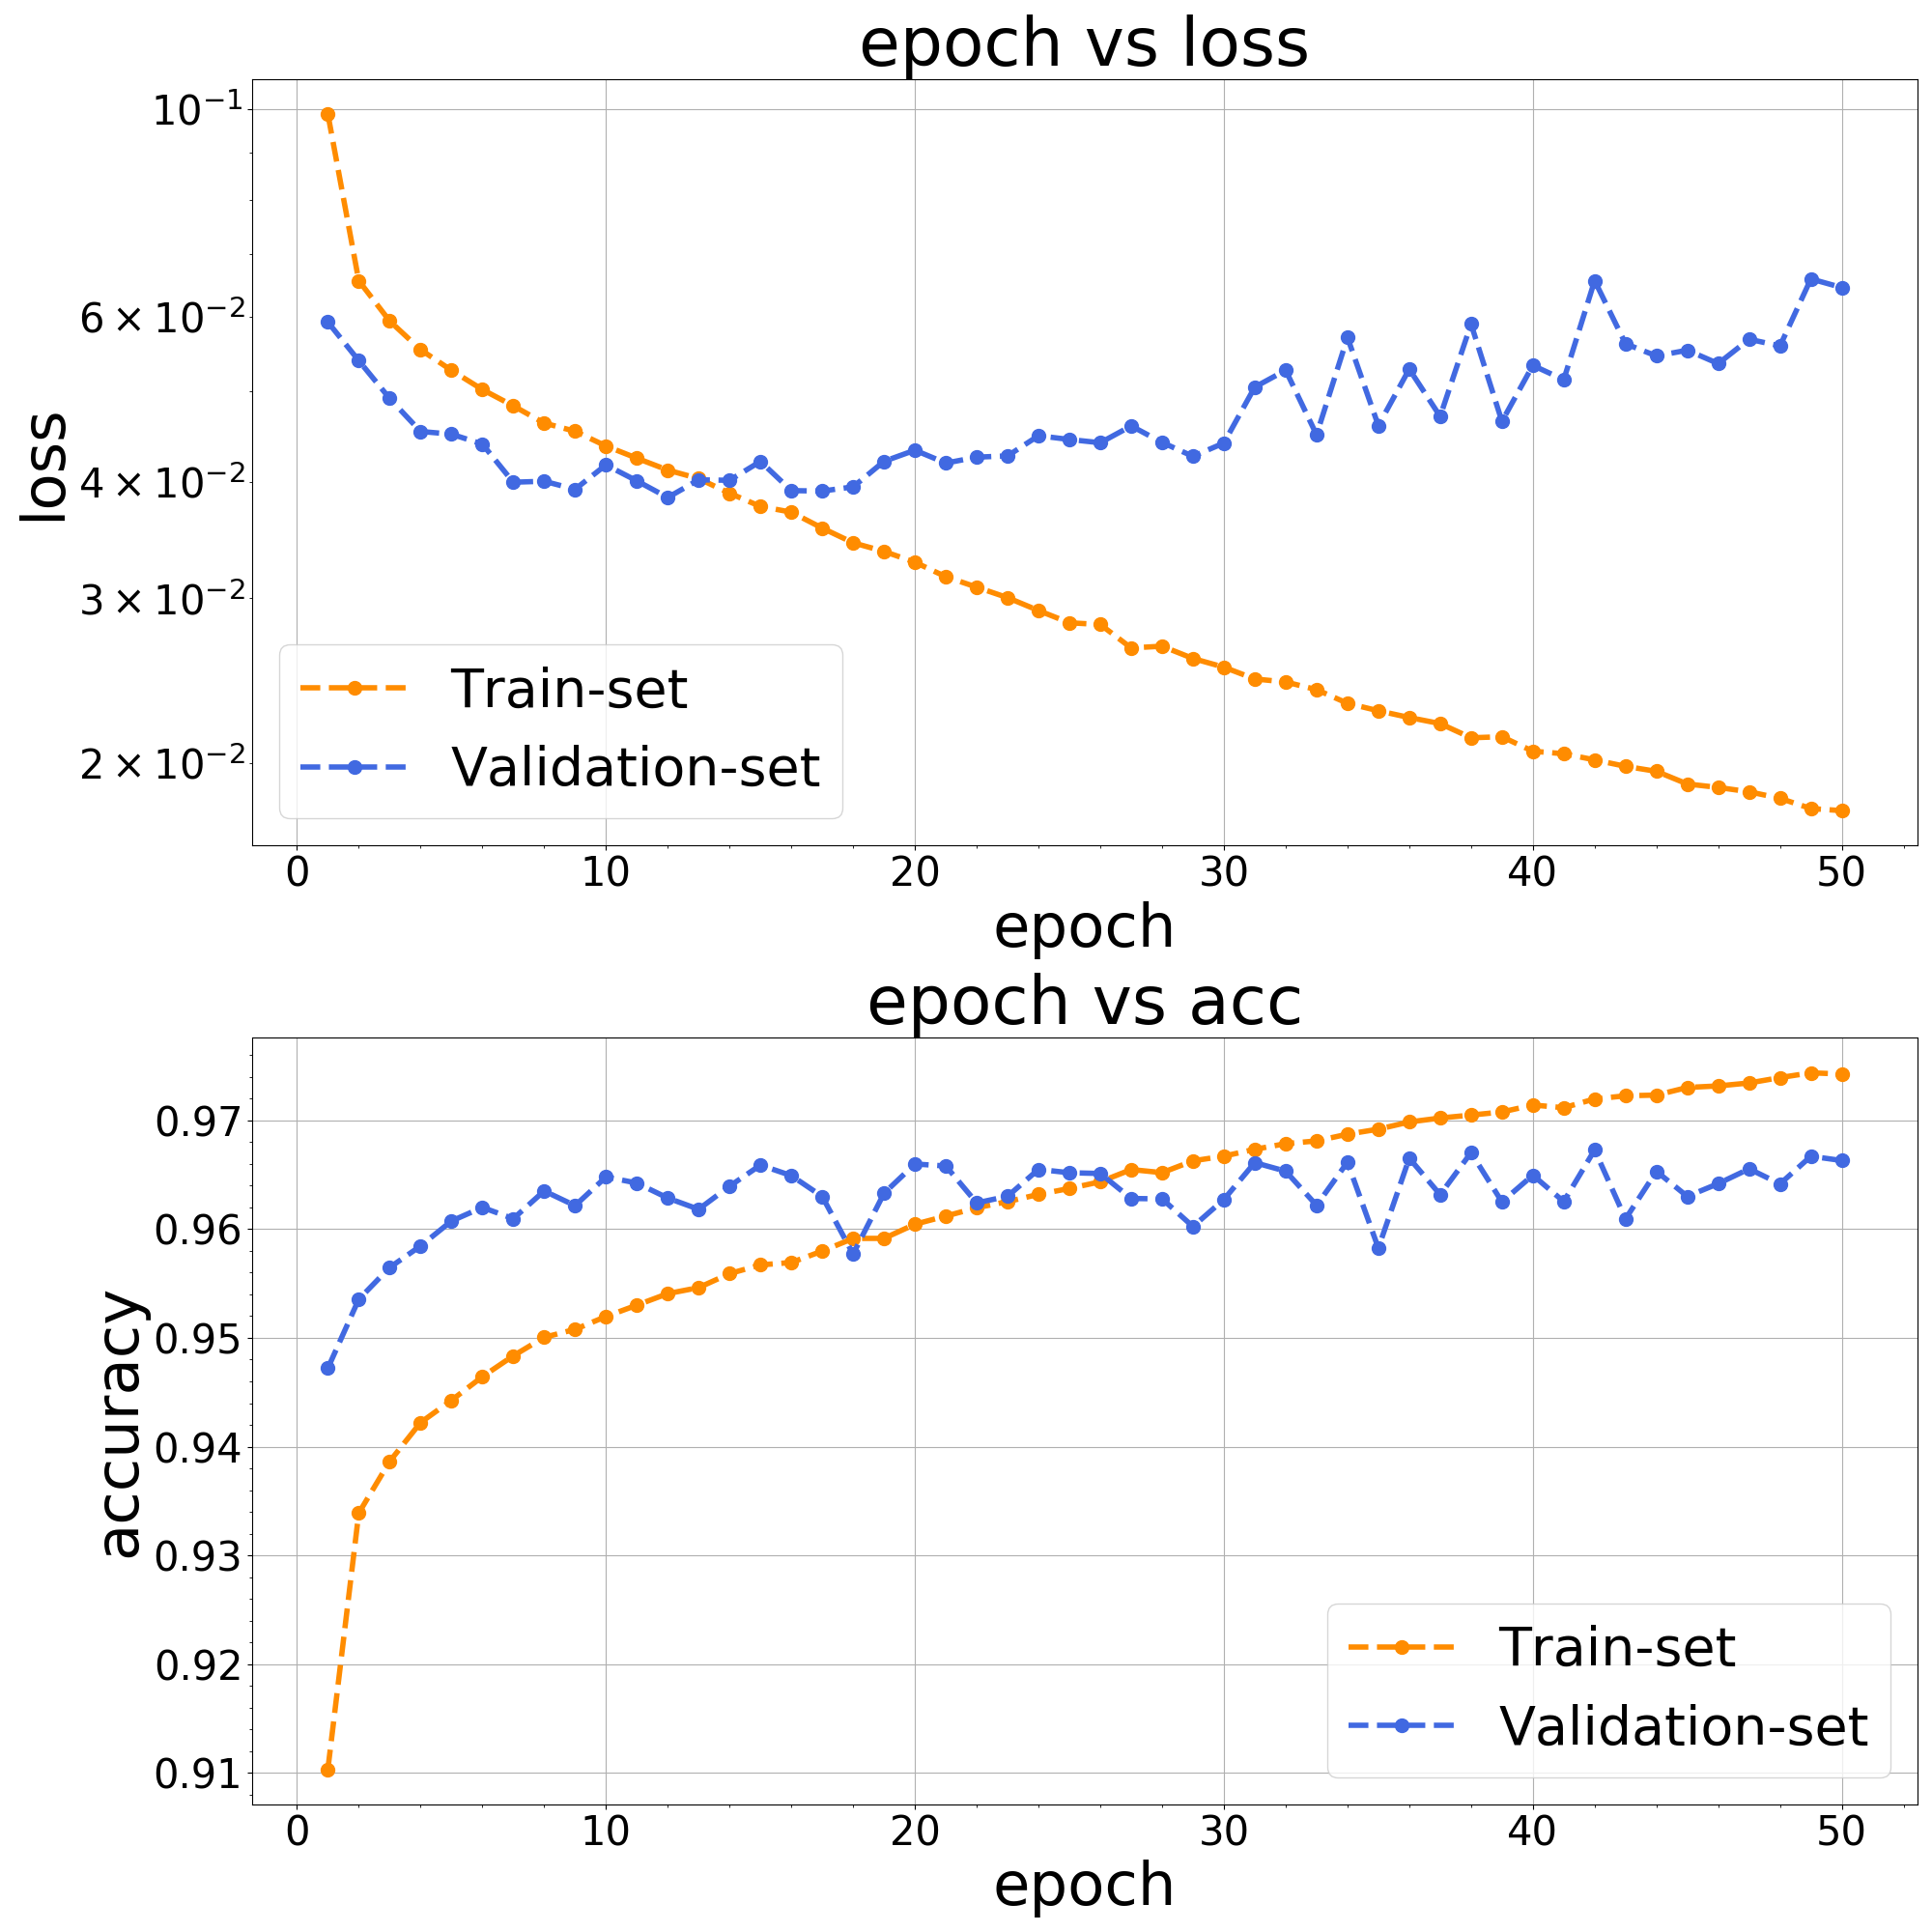 epoch vs loss
10⁻¹
6 × 10⁻²
4 × 10⁻²
3 × 10⁻²
2 × 10⁻²
loss
Train-set
Validation-set
0 10 20 30 40 50
epoch
epoch vs acc
0.97
0.96
0.95
0.94
0.93
0.92
0.91
accuracy
Train-set
Validation-set
0 10 20 30 40 50
epoch